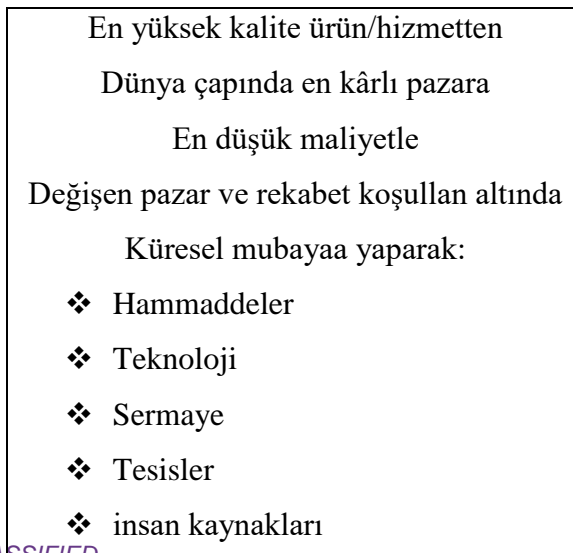 En yüksek kalite ürün/hizmetten
Dünya çapında en kârlı pazara
En düşük maliyetle
Değişen pazar ve rekabet koşullan altında
Küresel mubayaa yaparak:
❖ Hammaddeler
❖ Teknoloji
❖ Sermaye
❖ Tesisler
❖ insan kaynakları